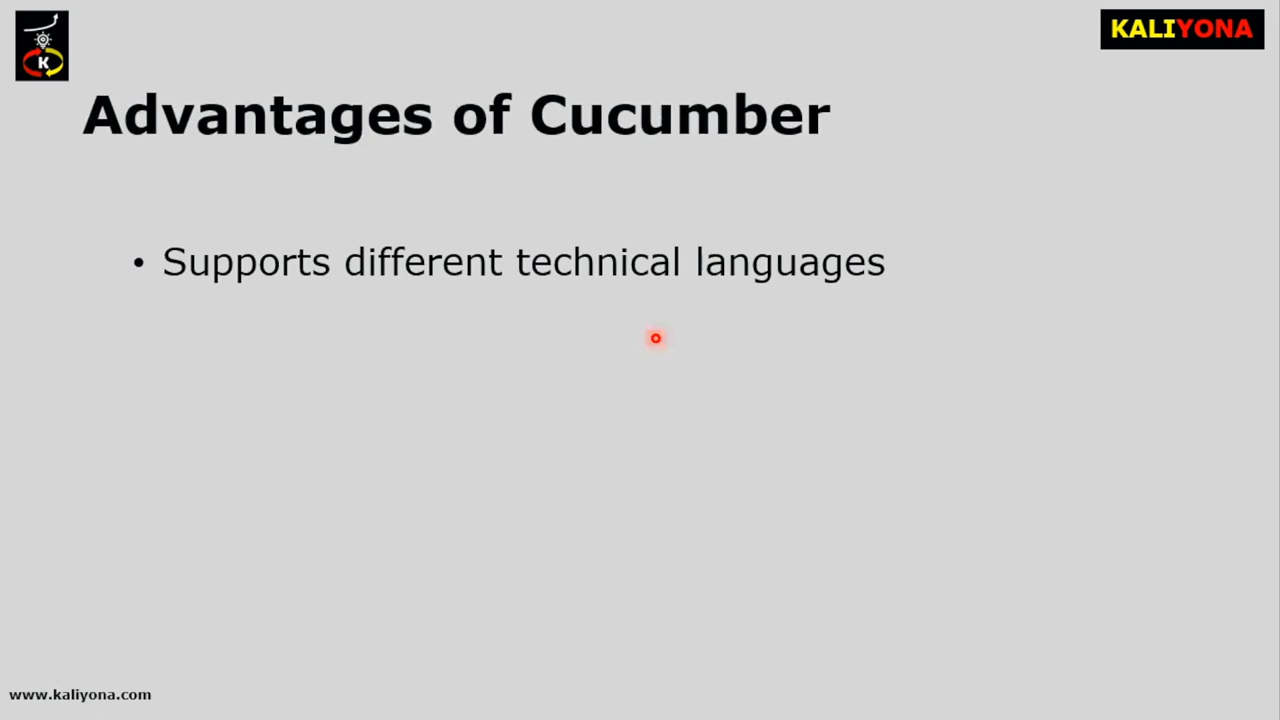 K
KALIYONA
Advantages of Cucumber
• Supports different technical languages
www.kaliyona.com